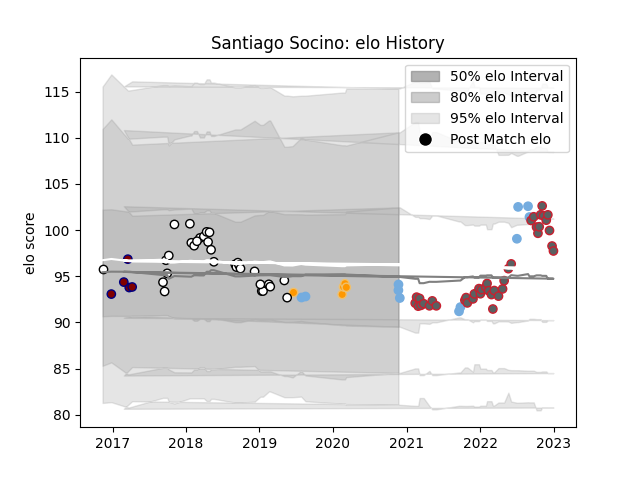 Santiago Socino: elo History
elo score
115
110
105
100
95
90
85
80
50% elo Interval
80% elo Interval
95% elo Interval
Post Match elo
2017
2018
2019
2020
2021
2022
2023